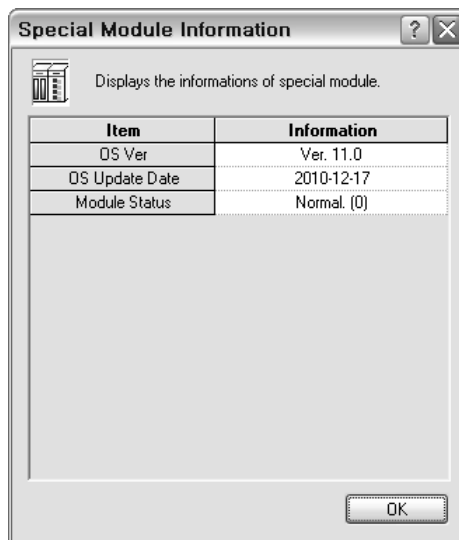 Special Module Information
?
Displays the informations of special module.
Item Information
OS Ver Ver. 11.0
OS Update Date 2010-12-17
Module Status Normal. (0)
OK